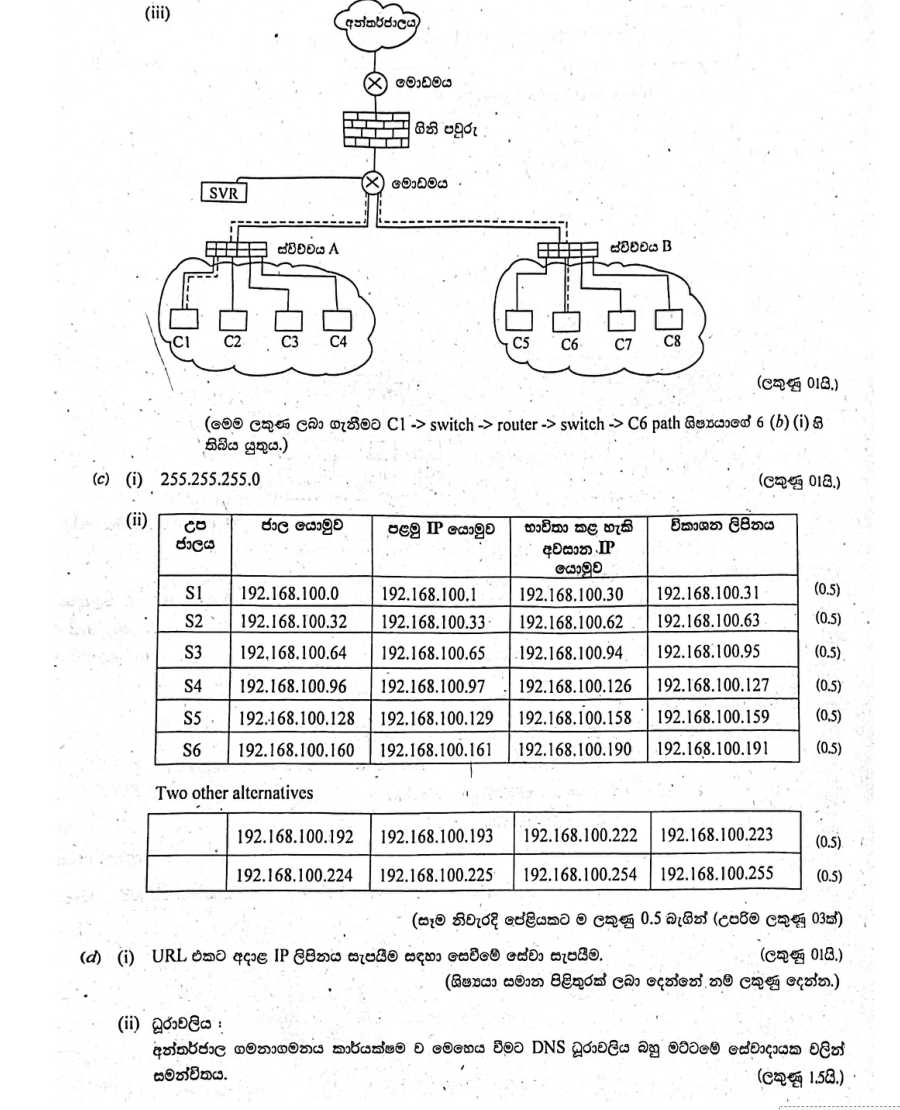 (iii)
අන්තර්ජාලය
මොඩමය
ගිනි පවුරු
මොඩමය
SVR
ස්විච්චය A
ස්විච්චය B
C1 C2 C3 C4
C5 C6 C7 C8
(ලකුණු 01යි.)
(මෙම ලකුණ ලබා ගැනීමට C1 -> switch -> router -> switch -> C6 path ශිෂ්‍යයාගේ 6 (b) (i) හි
තිබිය යුතුය.)
(c) (i) 255.255.255.0 (ලකුණු 01යි.)
(ii) උප ජාල යොමුව පළමු IP යොමුව භාවිතා කළ හැකි විකාශන ලිපිනය
ජාලය අවසාන IP
යොමුව
S1 192.168.100.0 192.168.100.1 192.168.100.30 192.168.100.31 (0.5)
S2 192.168.100.32 192.168.100.33 192.168.100.62 192.168.100.63 (0.5)
S3 192.168.100.64 192.168.100.65 192.168.100.94 192.168.100.95 (0.5)
S4 192.168.100.96 192.168.100.97 192.168.100.126 192.168.100.127 (0.5)
S5 192.168.100.128 192.168.100.129 192.168.100.158 192.168.100.159 (0.5)
S6 192.168.100.160 192.168.100.161 192.168.100.190 192.168.100.191 (0.5)
Two other alternatives
192.168.100.192 192.168.100.193 192.168.100.222 192.168.100.223 (0.5)
192.168.100.224 192.168.100.225 192.168.100.254 192.168.100.255 (0.5)
(සෑම නිවැරදි පේළියකට ම ලකුණු 0.5 බැගින් (උපරිම ලකුණු 03ක්)
(d) (i) URL එකට අදාළ IP ලිපිනය සැපයීම සඳහා සෙවීමේ සේවා සැපයීම. (ලකුණු 01යි.)
(ශිෂ්‍යයා සමාන පිළිතුරක් ලබා දෙන්නේ නම් ලකුණු දෙන්න.)
(ii) ධූරාවලිය :
අන්තර්ජාල ගමනාගමනය කාර්යක්ෂම ව මෙහෙය වීමට DNS ධූරාවලිය බහු මට්ටමේ සේවාදායක වලින්
සමන්විතය. (ලකුණු 1.5යි.)